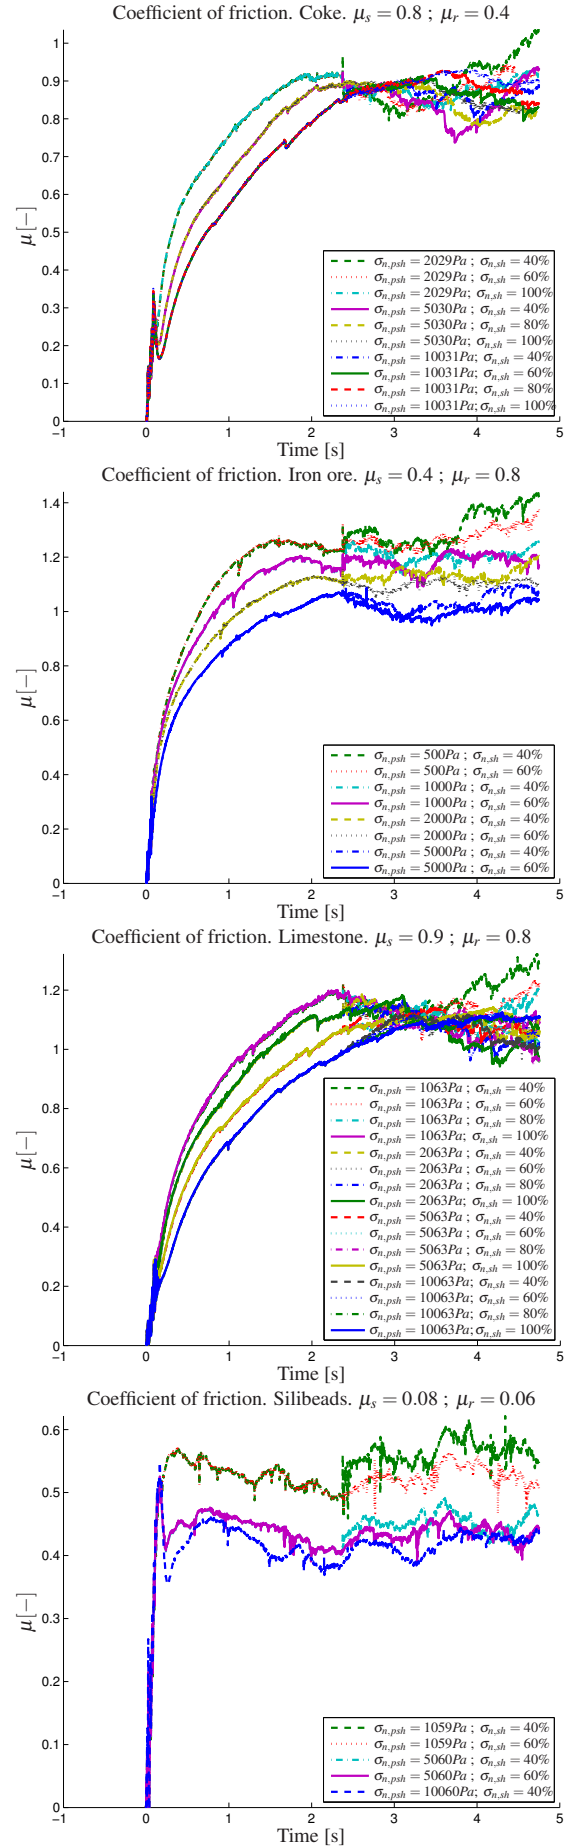 Coefficient of friction. Coke. μs = 0.8 ; μr = 0.4
1
0.9
0.8
0.7
0.6
0.5
0.4
0.3
0.2
0.1
0
μ[−]
σn,psh = 2029Pa ; σn,sh = 40%
σn,psh = 2029Pa ; σn,sh = 60%
σn,psh = 2029Pa; σn,sh = 100%
σn,psh = 5030Pa ; σn,sh = 40%
σn,psh = 5030Pa ; σn,sh = 80%
σn,psh = 5030Pa; σn,sh = 100%
σn,psh = 10031Pa; σn,sh = 40%
σn,psh = 10031Pa; σn,sh = 60%
σn,psh = 10031Pa; σn,sh = 80%
σn,psh = 10031Pa; σn,sh = 100%
−1 0 1 2 3 4 5
Time [s]
Coefficient of friction. Iron ore. μs = 0.4 ; μr = 0.8
1.4
1.2
1
0.8
0.6
0.4
0.2
0
μ[−]
σn,psh = 500Pa ; σn,sh = 40%
σn,psh = 500Pa ; σn,sh = 60%
σn,psh = 1000Pa ; σn,sh = 40%
σn,psh = 1000Pa ; σn,sh = 60%
σn,psh = 2000Pa ; σn,sh = 40%
σn,psh = 2000Pa ; σn,sh = 60%
σn,psh = 5000Pa ; σn,sh = 40%
σn,psh = 5000Pa ; σn,sh = 60%
−1 0 1 2 3 4 5
Time [s]
Coefficient of friction. Limestone. μs = 0.9 ; μr = 0.8
1.2
1
0.8
0.6
0.4
0.2
0
μ[−]
σn,psh = 1063Pa ; σn,sh = 40%
σn,psh = 1063Pa ; σn,sh = 60%
σn,psh = 1063Pa ; σn,sh = 80%
σn,psh = 1063Pa; σn,sh = 100%
σn,psh = 2063Pa ; σn,sh = 40%
σn,psh = 2063Pa ; σn,sh = 60%
σn,psh = 2063Pa ; σn,sh = 80%
σn,psh = 2063Pa; σn,sh = 100%
σn,psh = 5063Pa ; σn,sh = 40%
σn,psh = 5063Pa ; σn,sh = 60%
σn,psh = 5063Pa ; σn,sh = 80%
σn,psh = 5063Pa; σn,sh = 100%
σn,psh = 10063Pa ; σn,sh = 40%
σn,psh = 10063Pa ; σn,sh = 60%
σn,psh = 10063Pa ; σn,sh = 80%
σn,psh = 10063Pa; σn,sh = 100%
−1 0 1 2 3 4 5
Time [s]
Coefficient of friction. Silibeads. μs = 0.08 ; μr = 0.06
0.6
0.5
0.4
0.3
0.2
0.1
0
μ[−]
σn,psh = 1059Pa ; σn,sh = 40%
σn,psh = 1059Pa ; σn,sh = 60%
σn,psh = 5060Pa ; σn,sh = 40%
σn,psh = 5060Pa ; σn,sh = 60%
σn,psh = 10060Pa; σn,sh = 40%
−1 0 1 2 3 4 5
Time [s]